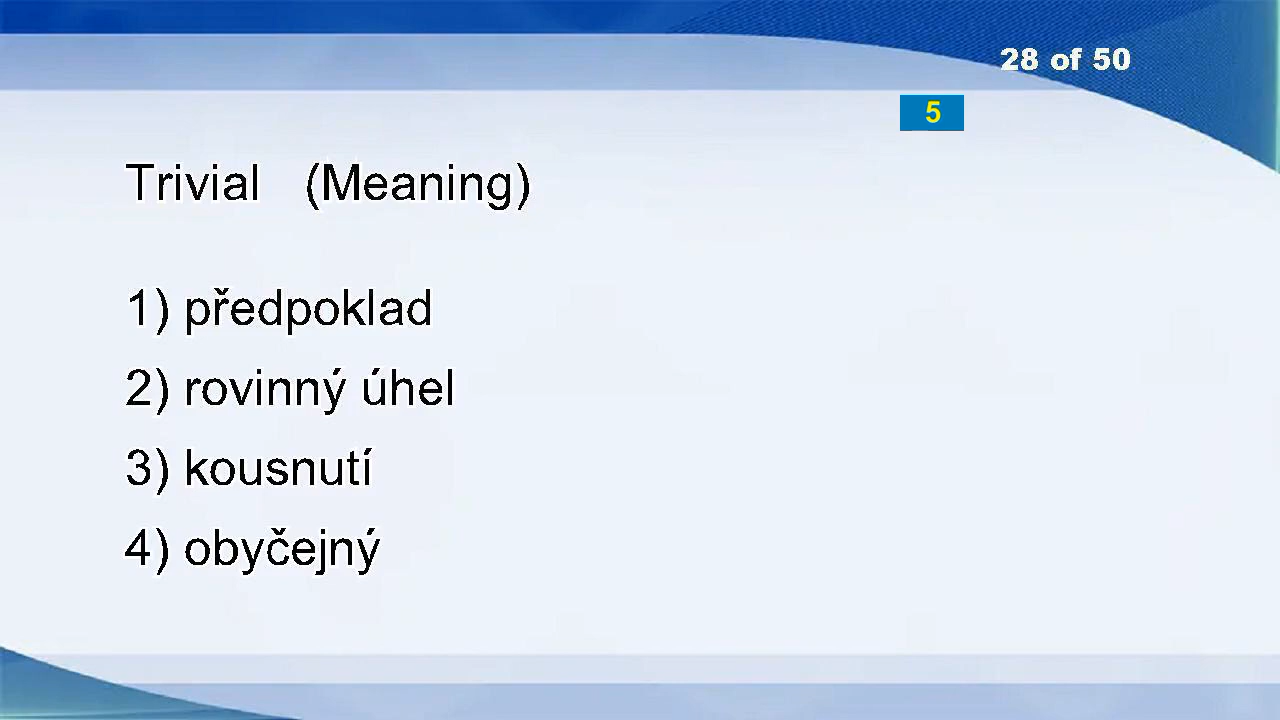 28 of 50
5
Trivial (Meaning)
1) předpoklad
2) rovinný úhel
3) kousnutí
4) obyčejný